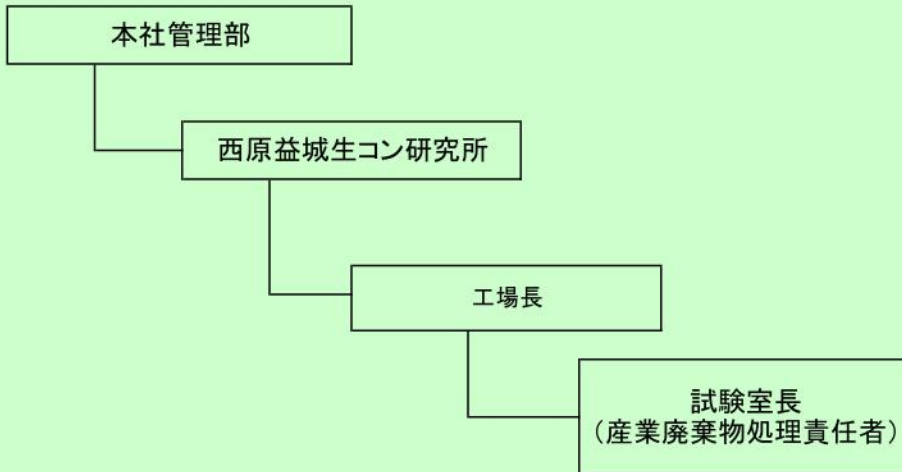 本社管理部
西原益城生コン研究所
工場長
試験室長
（産業廃棄物処理責任者）